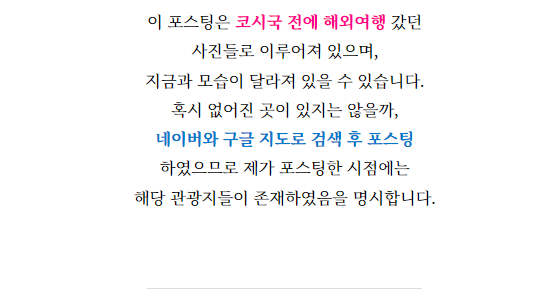 이 포스팅은 코시국 전에 해외여행 갔던
사진들로 이루어져 있으며,
지금과 모습이 달라져 있을 수 있습니다.
혹시 없어진 곳이 있지는 않을까,
네이버와 구글 지도로 검색 후 포스팅
하였으므로 제가 포스팅한 시점에는
해당 관광지들이 존재하였음을 명시합니다.